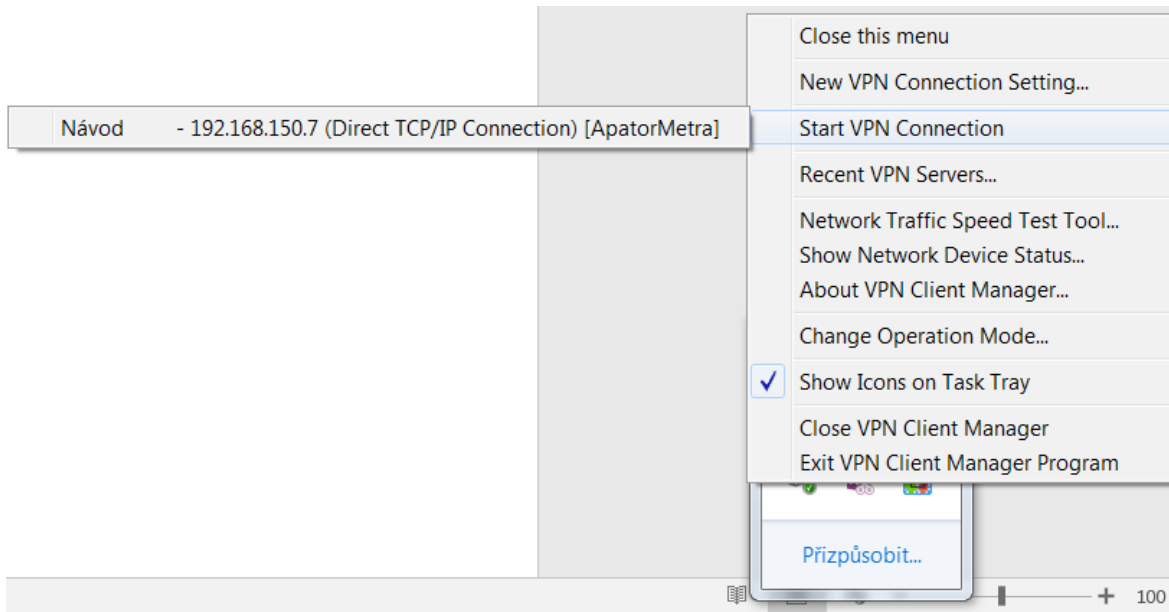 Close this menu
New VPN Connection Setting...
Návod - 192.168.150.7 (Direct TCP/IP Connection) [ApatorMetra]
Start VPN Connection
Recent VPN Servers...
Network Traffic Speed Test Tool...
Show Network Device Status...
About VPN Client Manager...
Change Operation Mode...
Show Icons on Task Tray
Close VPN Client Manager
Exit VPN Client Manager Program
Přizpůsobit...
100